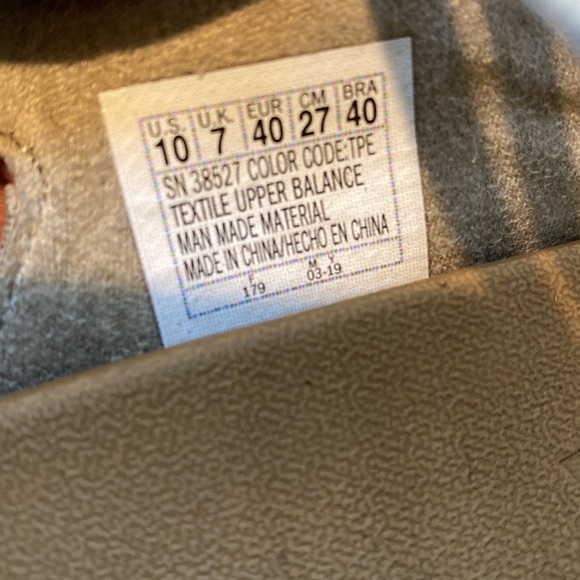 U.S. U.K. EUR CM BRA
10 7 40 27 40
SN 38527 COLOR CODE:TPE
TEXTILE UPPER BALANCE
MAN MADE MATERIAL
MADE IN CHINA/HECHO EN CHINA
F M Y
179 03-19